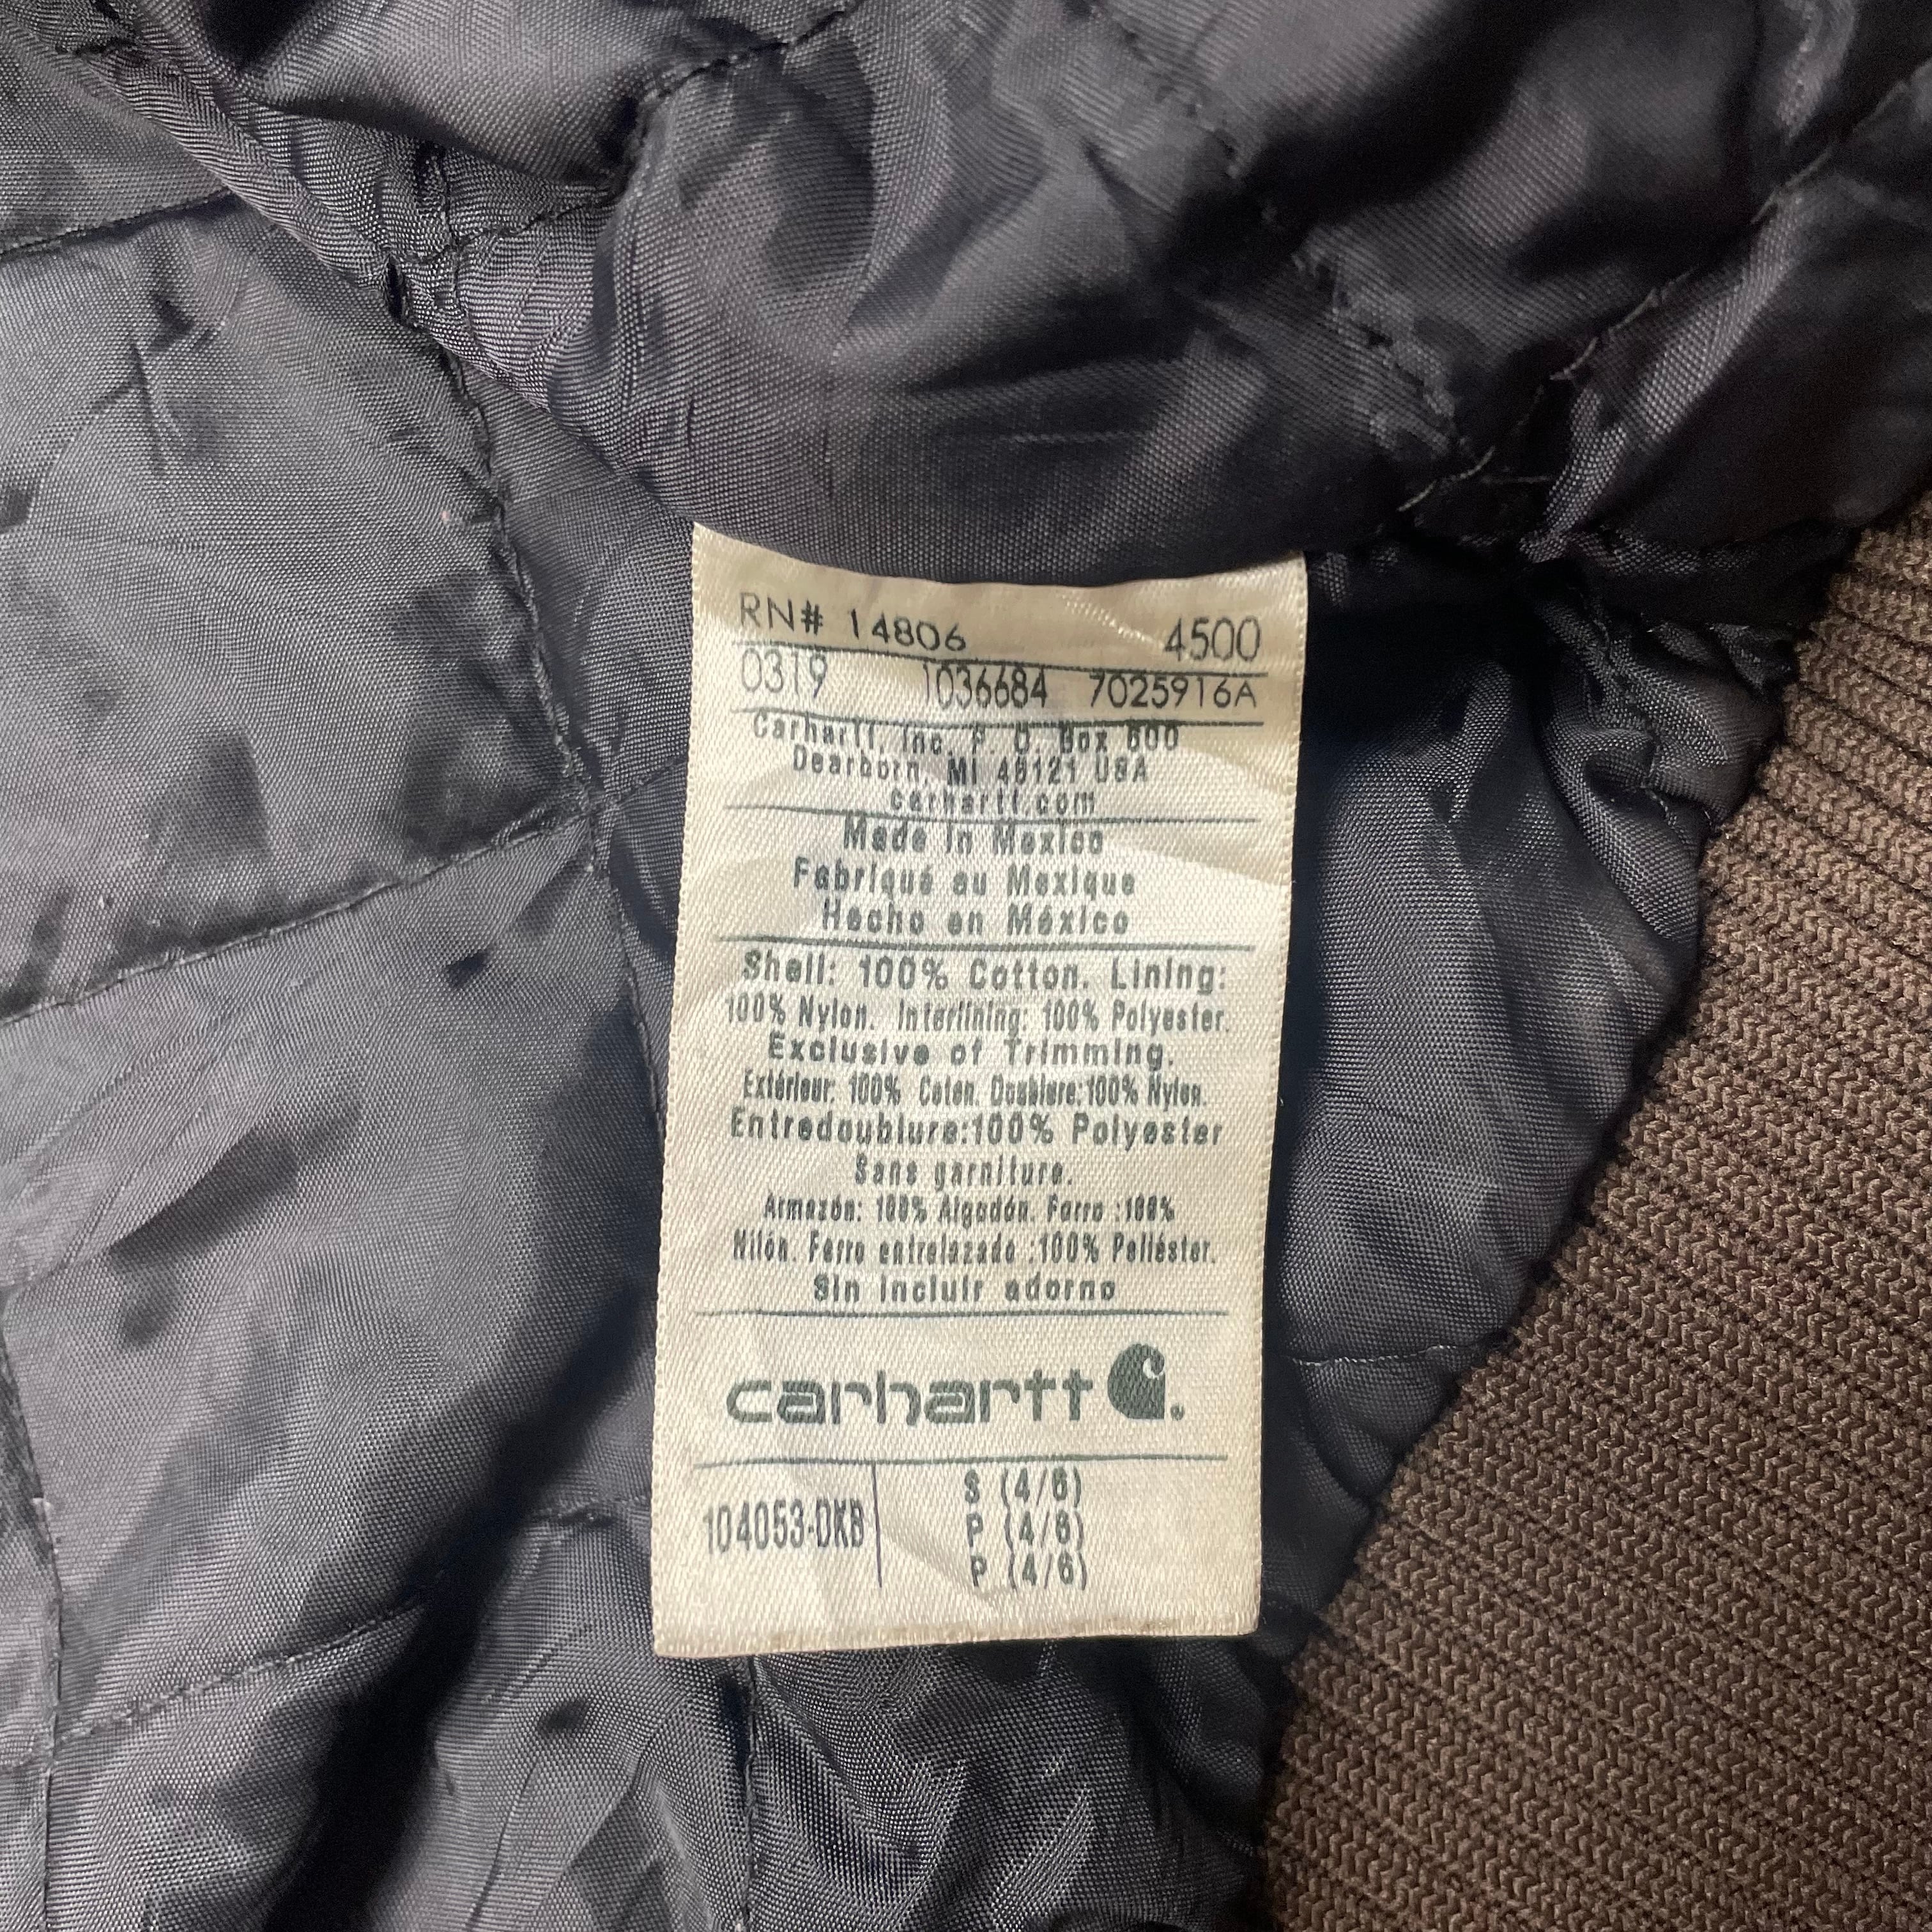 RN# 14806 4500
0319 1036684 7025916A
Carhartt, Inc. P. O. Box 600
Dearborn, MI 48121 USA
carhartt.com
Made in Mexico
Fabriqué au Mexique
Hecho en México
Shell: 100% Cotton. Lining:
100% Nylon. Interlining: 100% Polyester.
Exclusive of Trimming.
Extérieur: 100% Coton. Doublure:100% Nylon.
Entredoublure:100% Polyester
Sans garniture.
Armazón: 100% Algodón. Forro :100%
Nilón. Forro entrelazado :100% Poliéster.
Sin incluir adorno
carhartt
104053-DKB
S (4/6)
P (4/6)
P (4/6)